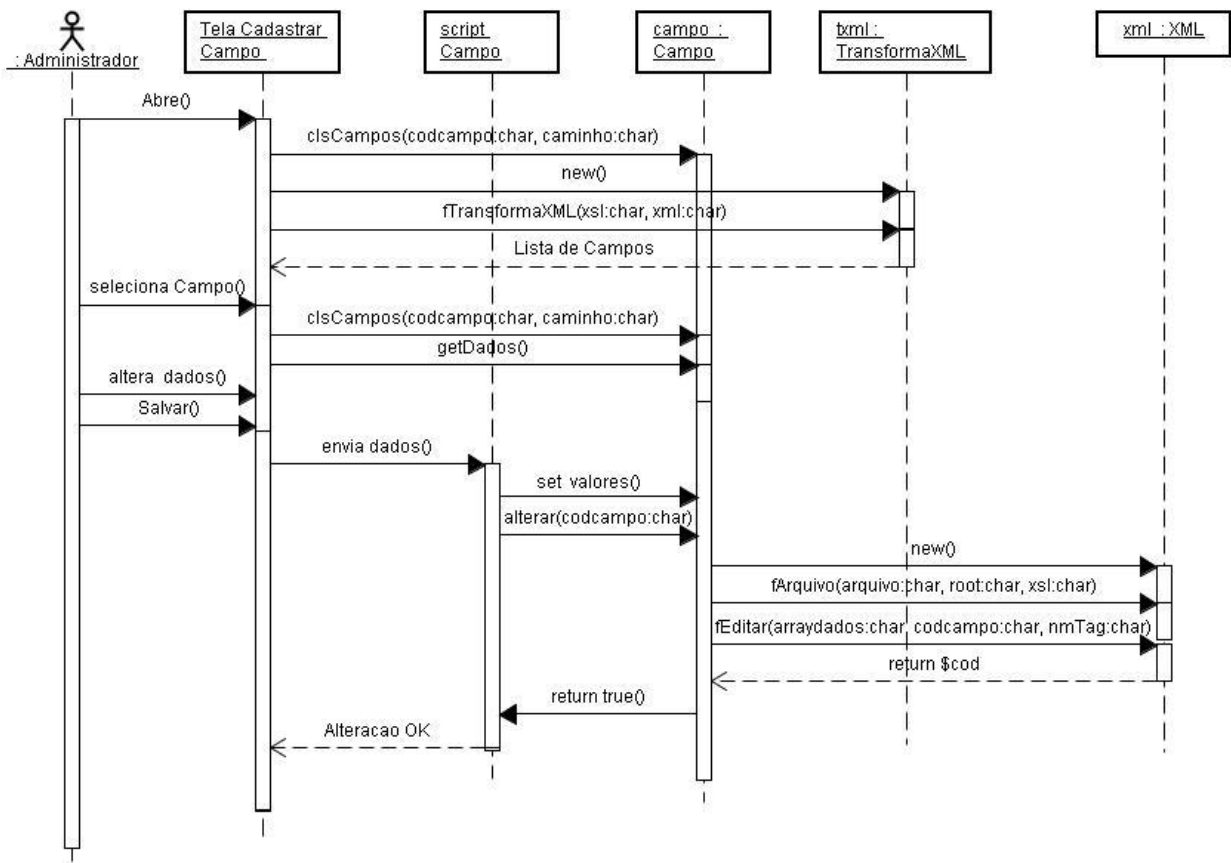 : Administrador
Tela Cadastrar
Campo
script
Campo
campo :
Campo
txml :
TransformaXML
xml : XML
Abre()
clsCampos(codcampo:char, caminho:char)
new()
fTransformaXML(xsl:char, xml:char)
Lista de Campos
seleciona Campo()
clsCampos(codcampo:char, caminho:char)
getDados()
altera dados()
Salvar()
envia dados()
set valores()
alterar(codcampo:char)
new()
fArquivo(arquivo:char, root:char, xsl:char)
fEditar(arraydados:char, codcampo:char, nmTag:char)
return $cod
return true()
Alteracao OK